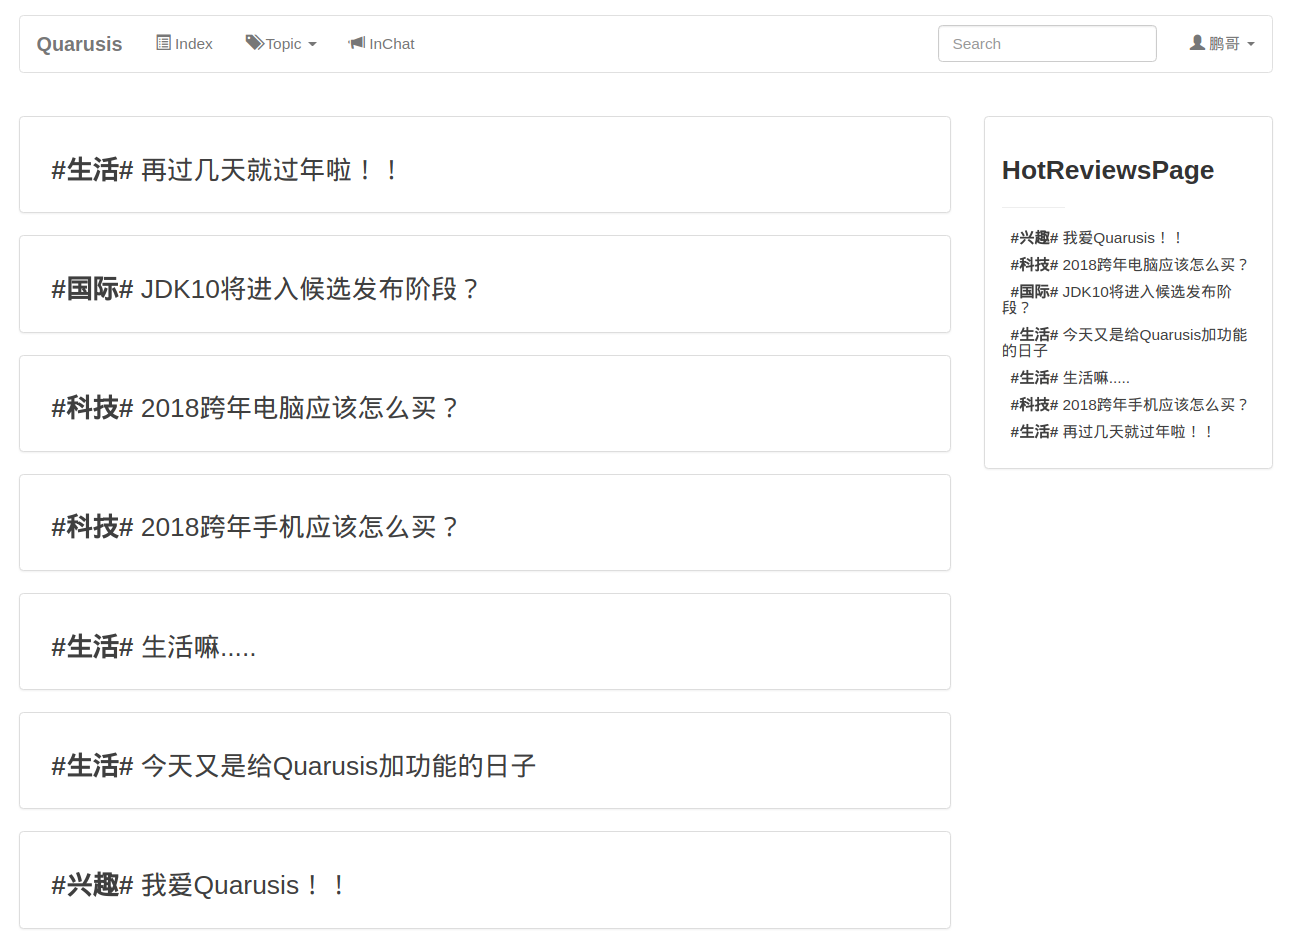 Quarusis Index Topic InChat Search 鹏哥
#生活# 再过几天就过年啦！！
#国际# JDK10将进入候选发布阶段？
#科技# 2018跨年电脑应该怎么买？
#科技# 2018跨年手机应该怎么买？
#生活# 生活嘛.....
#生活# 今天又是给Quarusis加功能的日子
#兴趣# 我爱Quarusis！！
HotReviewsPage
#兴趣# 我爱Quarusis！！
#科技# 2018跨年电脑应该怎么买？
#国际# JDK10将进入候选发布阶
段？
#生活# 今天又是给Quarusis加功能
的日子
#生活# 生活嘛.....
#科技# 2018跨年手机应该怎么买？
#生活# 再过几天就过年啦！！